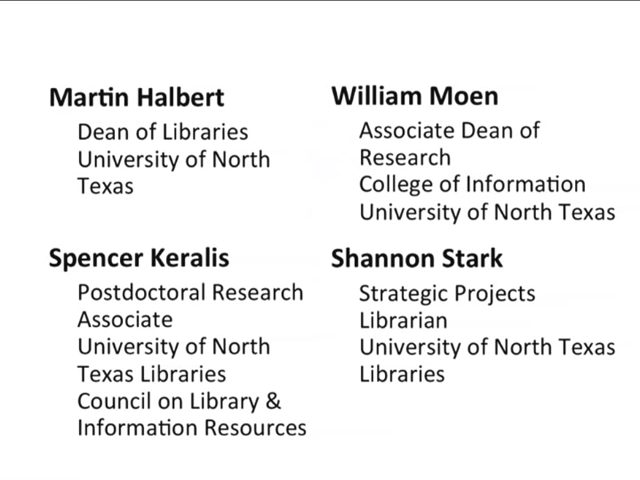 Martin Halbert
Dean of Libraries
University of North
Texas
William Moen
Associate Dean of
Research
College of Information
University of North Texas
Spencer Keralis
Postdoctoral Research
Associate
University of North
Texas Libraries
Council on Library &
Information Resources
Shannon Stark
Strategic Projects
Librarian
University of North Texas
Libraries